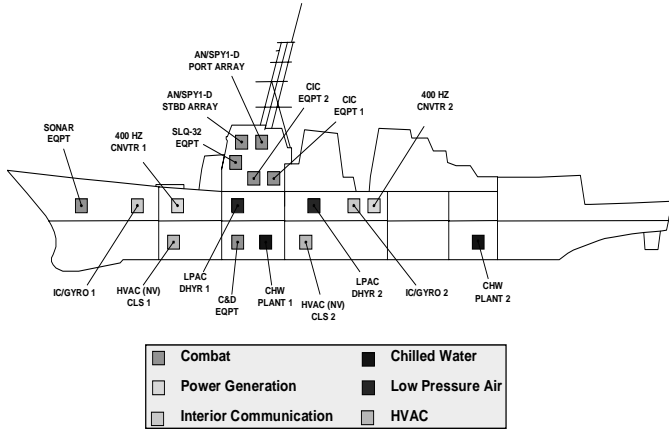 AN/SPY1-D
PORT ARRAY
AN/SPY1-D
STBD ARRAY
CIC
EQPT 2
CIC
EQPT 1
400 HZ
CNVTR 2
SONAR
EQPT
400 HZ
CNVTR 1
SLQ-32
EQPT
IC/GYRO 1
HVAC (NV)
CLS 1
LPAC
DHYR 1
C&D
EQPT
CHW
PLANT 1
HVAC (NV)
CLS 2
LPAC
DHYR 2
IC/GYRO 2
CHW
PLANT 2
Combat
Chilled Water
Power Generation
Low Pressure Air
Interior Communication
HVAC